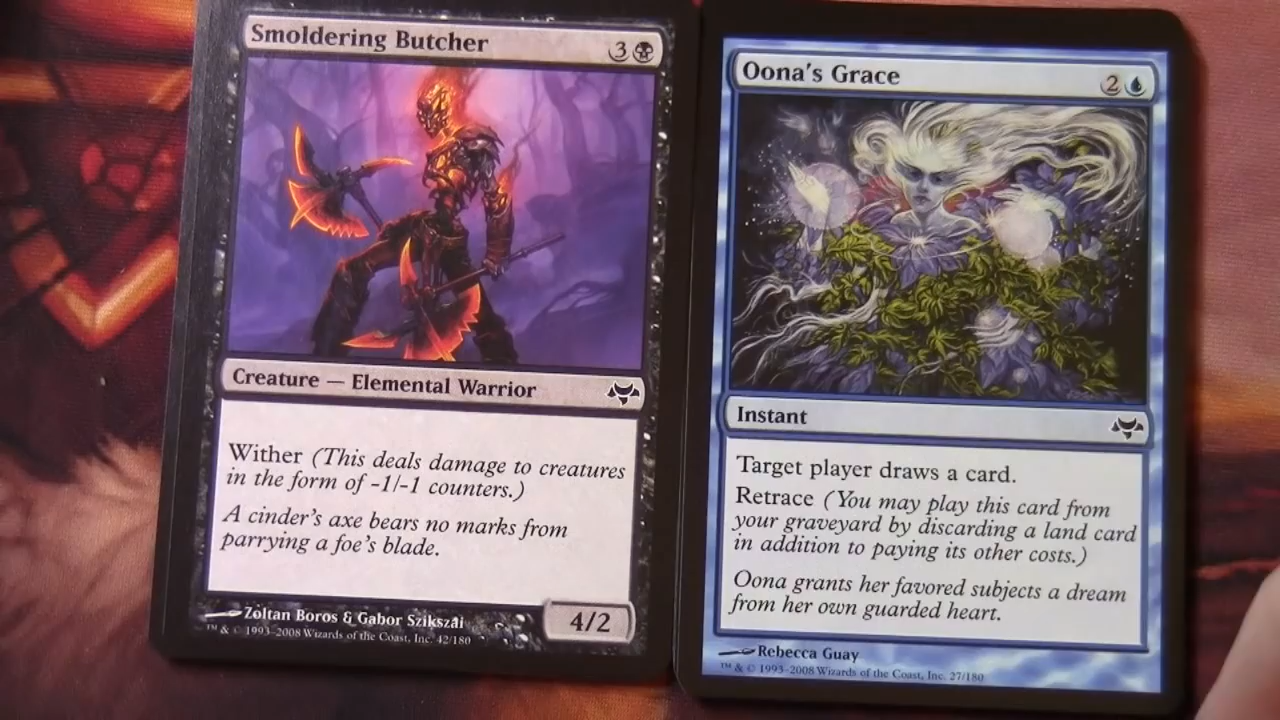 Smoldering Butcher
3
Creature — Elemental Warrior
Wither (This deals damage to creatures
in the form of -1/-1 counters.)
A cinder's axe bears no marks from
parrying a foe's blade.
4/2
Zoltan Boros & Gabor Szikszai
™ & © 1993–2008 Wizards of the Coast, Inc. 42/180
Oona's Grace
2
Instant
Target player draws a card.
Retrace (You may play this card from
your graveyard by discarding a land card
in addition to paying its other costs.)
Oona grants her favored subjects a dream
from her own guarded heart.
Rebecca Guay
™ & © 1993–2008 Wizards of the Coast, Inc. 27/180